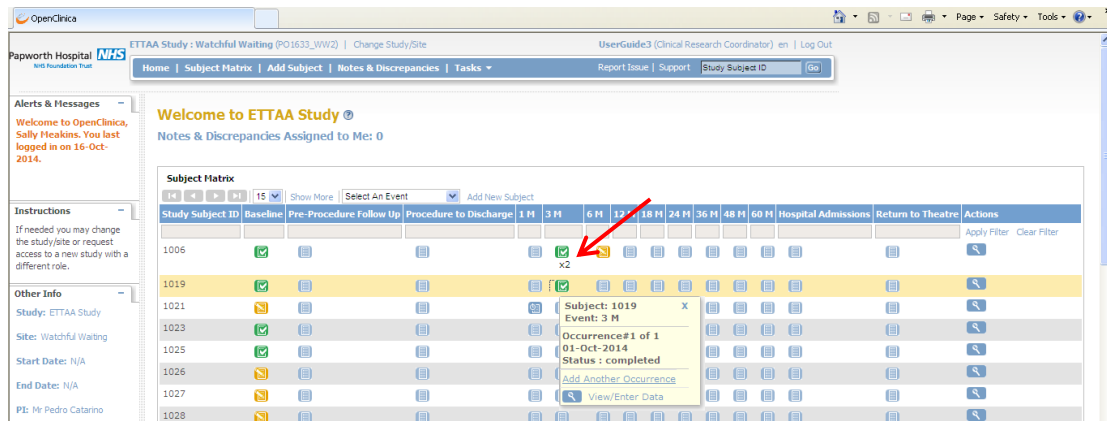 OpenClinica
Page Safety Tools
Papworth Hospital NHS
NHS Foundation Trust
ETTAA Study : Watchful Waiting (PO1633_WW2) | Change Study/Site
UserGuide3 (Clinical Research Coordinator) en | Log Out
Home | Subject Matrix | Add Subject | Notes & Discrepancies | Tasks
Report Issue | Support Study Subject ID Go
Alerts & Messages
Welcome to OpenClinica, Sally Meakins. You last logged in on 16-Oct-2014.
Instructions
If needed you may change the study/site or request access to a new study with a different role.
Other Info
Study: ETTAA Study
Site: Watchful Waiting
Start Date: N/A
End Date: N/A
PI: Mr Pedro Catarino
Welcome to ETTAA Study
Notes & Discrepancies Assigned to Me: 0
Subject Matrix
15 Show More Select An Event Add New Subject
Study Subject ID Baseline Pre-Procedure Follow Up Procedure to Discharge 1 M 3 M 6 M 12 M 18 M 24 M 36 M 48 M 60 M Hospital Admissions Return to Theatre Actions
Apply Filter Clear Filter
1006
x2
1019
1021
1023
1025
1026
1027
1028
Subject: 1019 X
Event: 3 M
Occurrence#1 of 1
01-Oct-2014
Status : completed
Add Another Occurrence
View/Enter Data